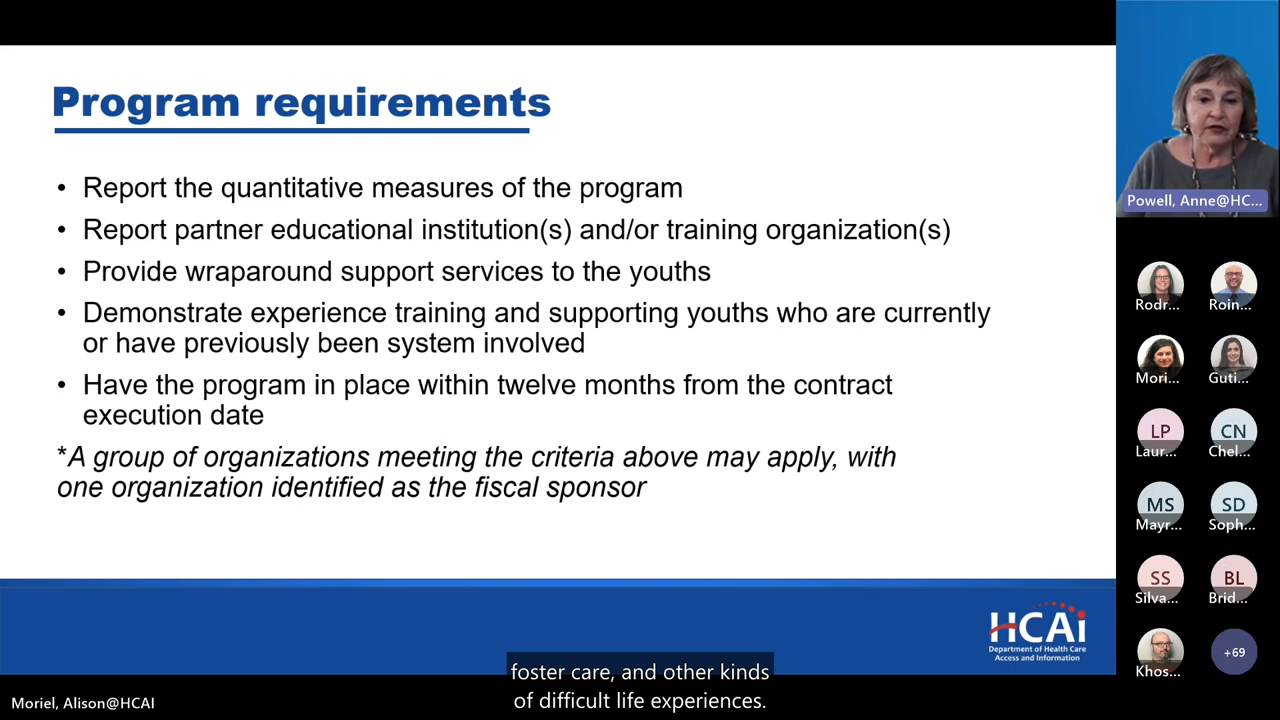 Program requirements
• Report the quantitative measures of the program
• Report partner educational institution(s) and/or training organization(s)
• Provide wraparound support services to the youths
• Demonstrate experience training and supporting youths who are currently
or have previously been system involved
• Have the program in place within twelve months from the contract
execution date
*A group of organizations meeting the criteria above may apply, with
one organization identified as the fiscal sponsor
HCAi
Department of Health Care
Access and Information
foster care, and other kinds
of difficult life experiences.
Moriel, Alison@HCAI
Powell, Anne@HC...
Rodr...
Roin...
Mori...
Guti...
LP
Laur...
CN
Chel...
MS
Mayr...
SD
Soph...
SS
Silva...
BL
Brid...
Khos...
+69